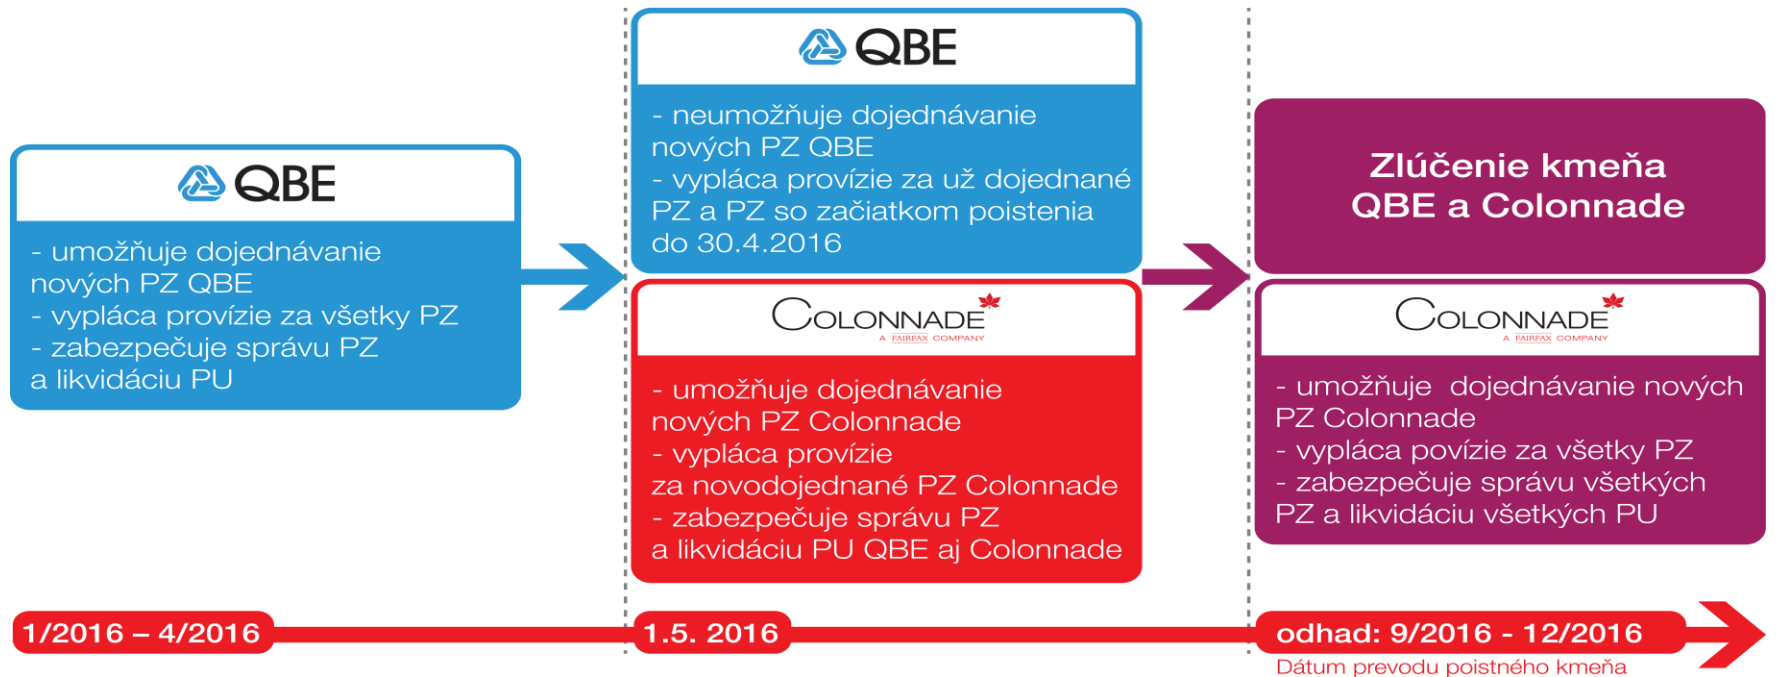 QBE
- umožňuje dojednávanie
nových PZ QBE
- vypláca provízie za všetky PZ
- zabezpečuje správu PZ
a likvidáciu PU
QBE
- neumožňuje dojednávanie
nových PZ QBE
- vypláca provízie za už dojednané
PZ a PZ so začiatkom poistenia
do 30.4.2016
COLONNADE
A FAIRFAX COMPANY
- umožňuje dojednávanie
nových PZ Colonnade
- vypláca provízie
za novodojednané PZ Colonnade
- zabezpečuje správu PZ
a likvidáciu PU QBE aj Colonnade
Zlúčenie kmeňa
QBE a Colonnade
COLONNADE
A FAIRFAX COMPANY
- umožňuje  dojednávanie nových
PZ Colonnade
- vypláca povízie za všetky PZ
- zabezpečuje správu všetkých
PZ a likvidáciu všetkých PU
1/2016 – 4/2016
1.5. 2016
odhad: 9/2016 - 12/2016
Dátum prevodu poistného kmeňa